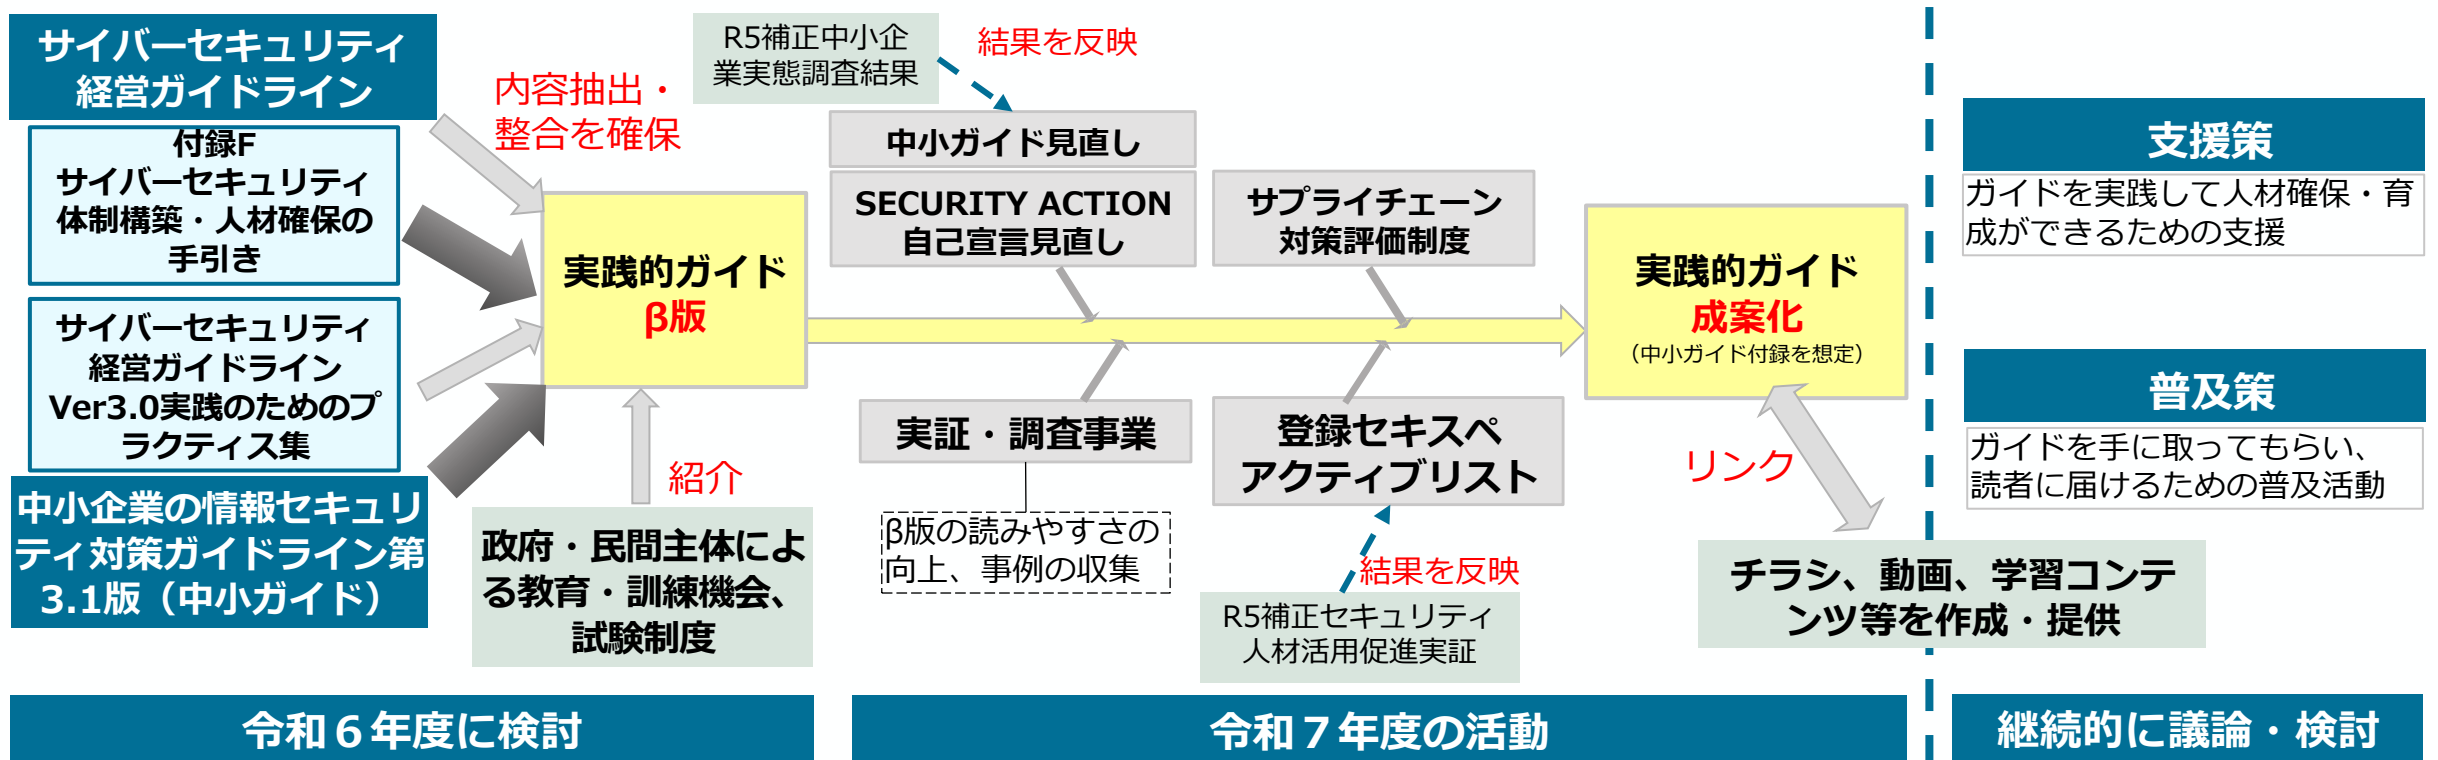 サイバーセキュリティ
経営ガイドライン
付録F
サイバーセキュリティ
体制構築・人材確保の
手引き
サイバーセキュリティ
経営ガイドライン
Ver3.0実践のためのプ
ラクティス集
中小企業の情報セキュリ
ティ対策ガイドライン第
3.1版（中小ガイド）
内容抽出・
整合を確保
実践的ガイド
β版
紹介
政府・民間主体によ
る教育・訓練機会、
試験制度
令和６年度に検討
R5補正中小企
業実態調査結果
結果を反映
中小ガイド見直し
SECURITY ACTION
自己宣言見直し
サプライチェーン
対策評価制度
実証・調査事業
β版の読みやすさの
向上、事例の収集
登録セキスペ
アクティブリスト
結果を反映
R5補正セキュリティ
人材活用促進実証
実践的ガイド
成案化
（中小ガイド付録を想定）
リンク
チラシ、動画、学習コンテ
ンツ等を作成・提供
令和７年度の活動
支援策
ガイドを実践して人材確保・育
成ができるための支援
普及策
ガイドを手に取ってもらい、
読者に届けるための普及活動
継続的に議論・検討